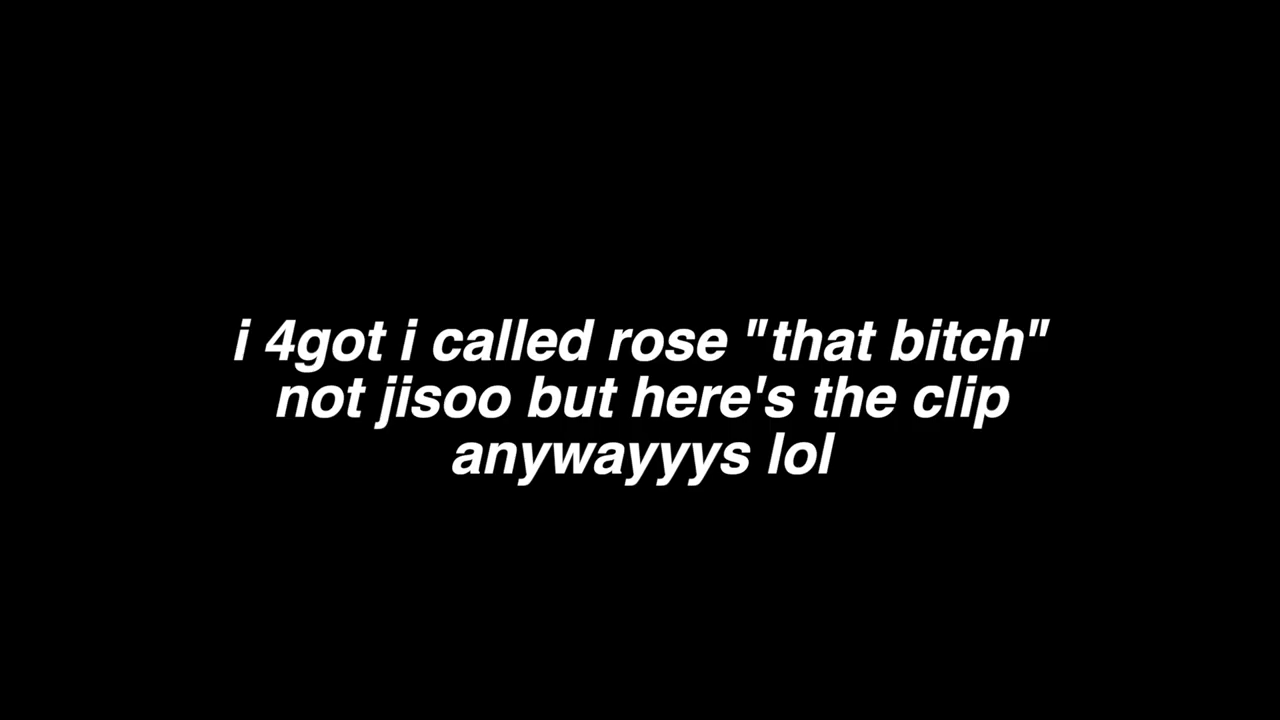 i 4got i called rose "that bitch"
not jisoo but here's the clip
anywayyys lol